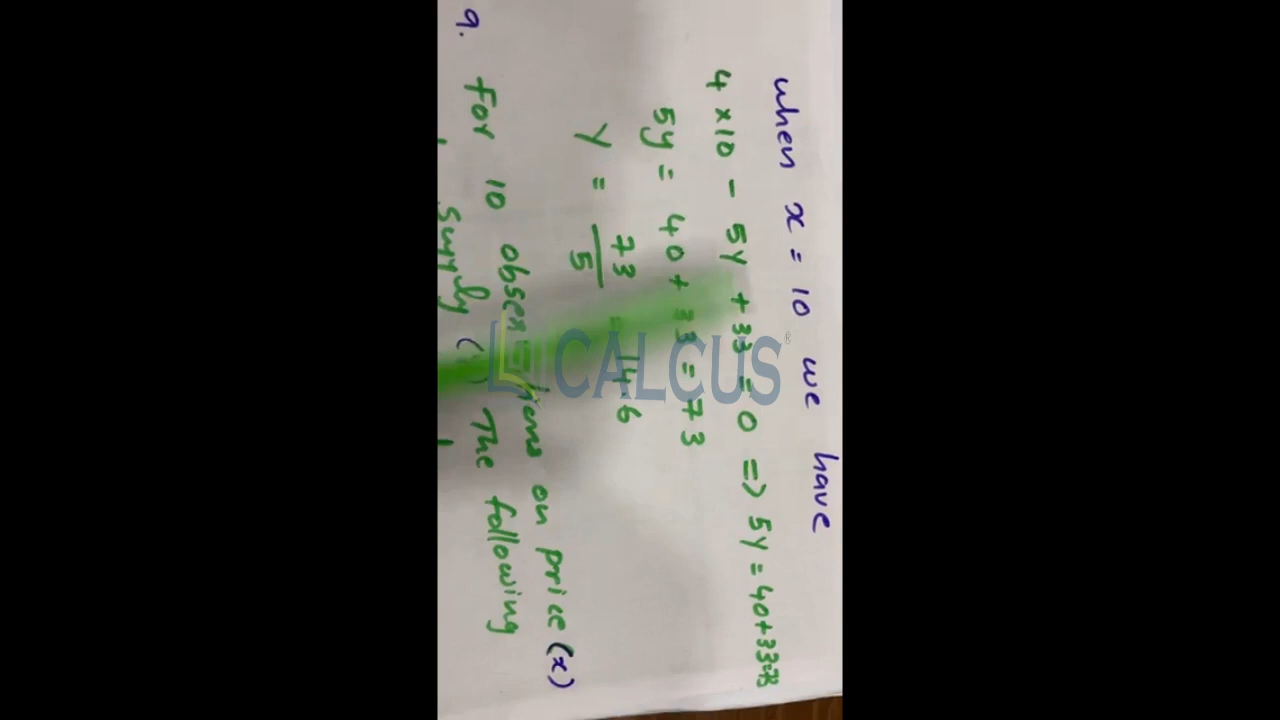 when x = 10 we have
4 × 10 - 5y + 33 = 0 => 5y = 40+33=73
5y = 40 + 33 = 73
y = 73/5 = 14.6
9. For 10 on price (x)
supply ( ) The following
CALCUS